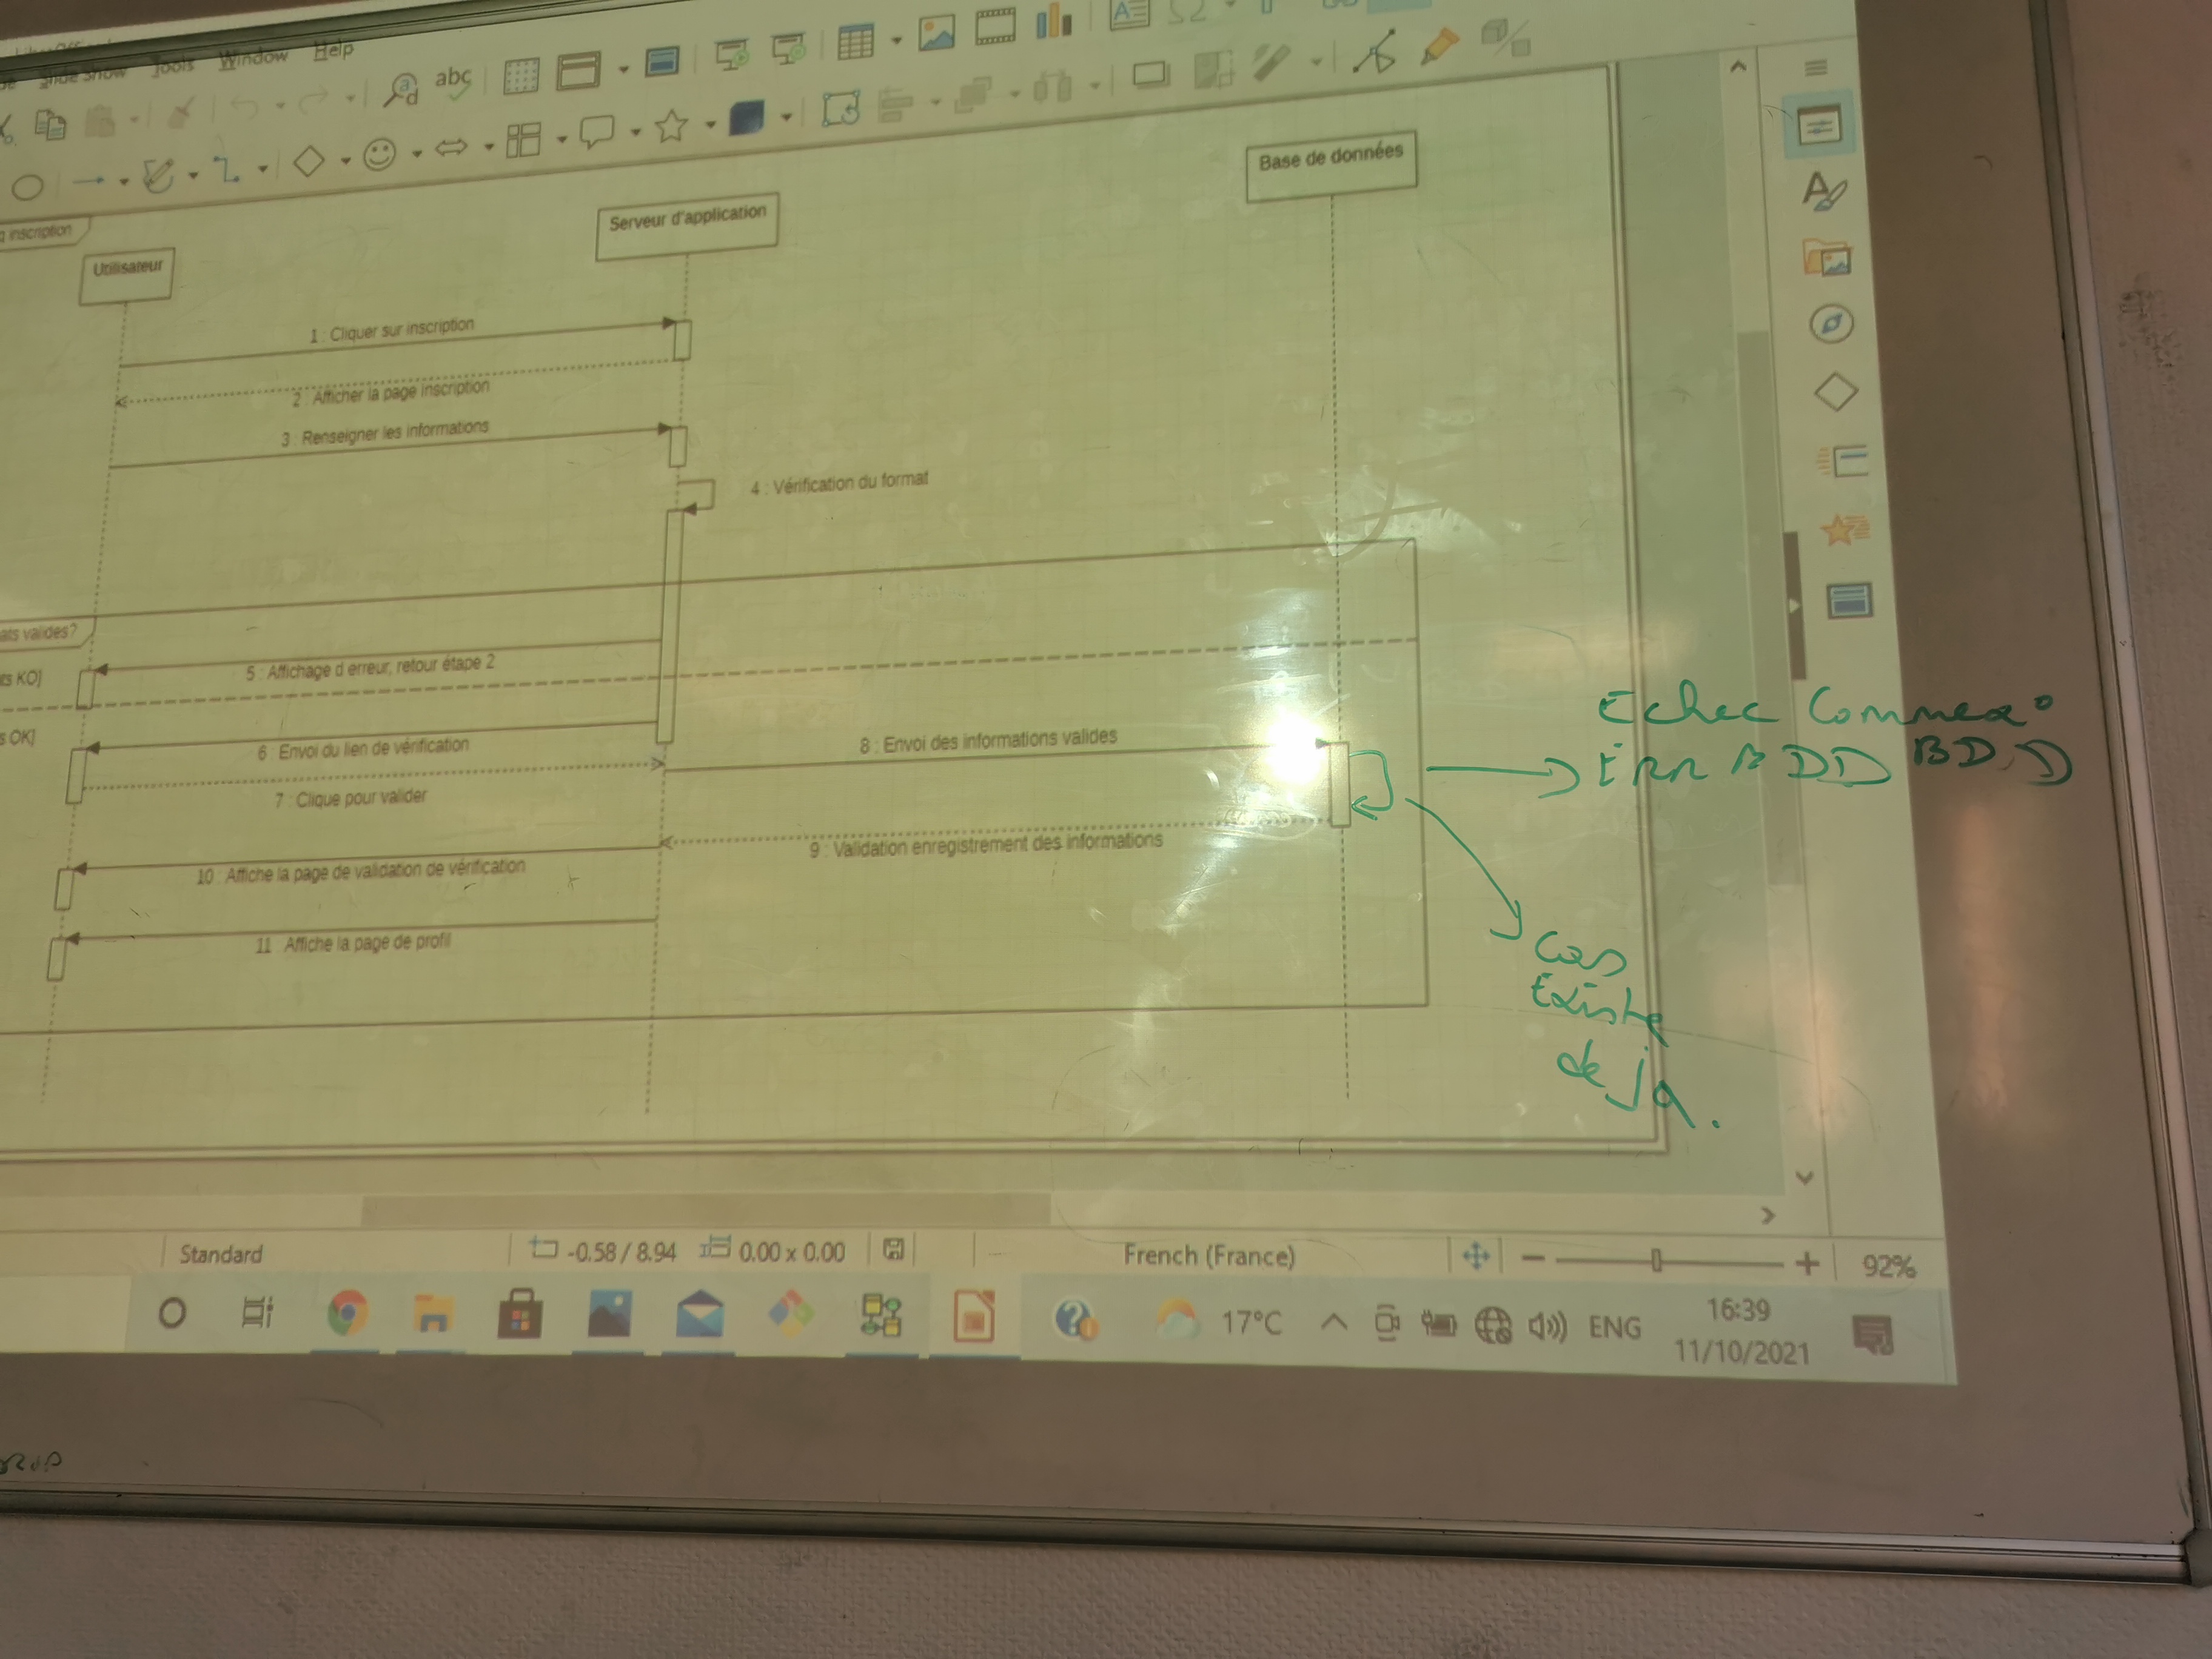 Slide Show Tools Window Help
abc
inscription
Utilisateur
Serveur d'application
Base de données
1 : Cliquer sur inscription
2 : Afficher la page inscription
3 : Renseigner les informations
4 : Vérification du format
ats valides?
ts KO]
5 : Affichage d erreur, retour étape 2
s OK]
6 : Envoi du lien de vérification
7 : Clique pour valider
8 : Envoi des informations valides
9 : Validation enregistrement des informations
10 : Affiche la page de validation de vérification
11 Affiche la page de profil
Echec Connex°
BDD
ERR BDD
Cas
Existe
deja.
Standard
-0.58 / 8.94
0.00 x 0.00
French (France)
92%
17°C
ENG
16:39
11/10/2021